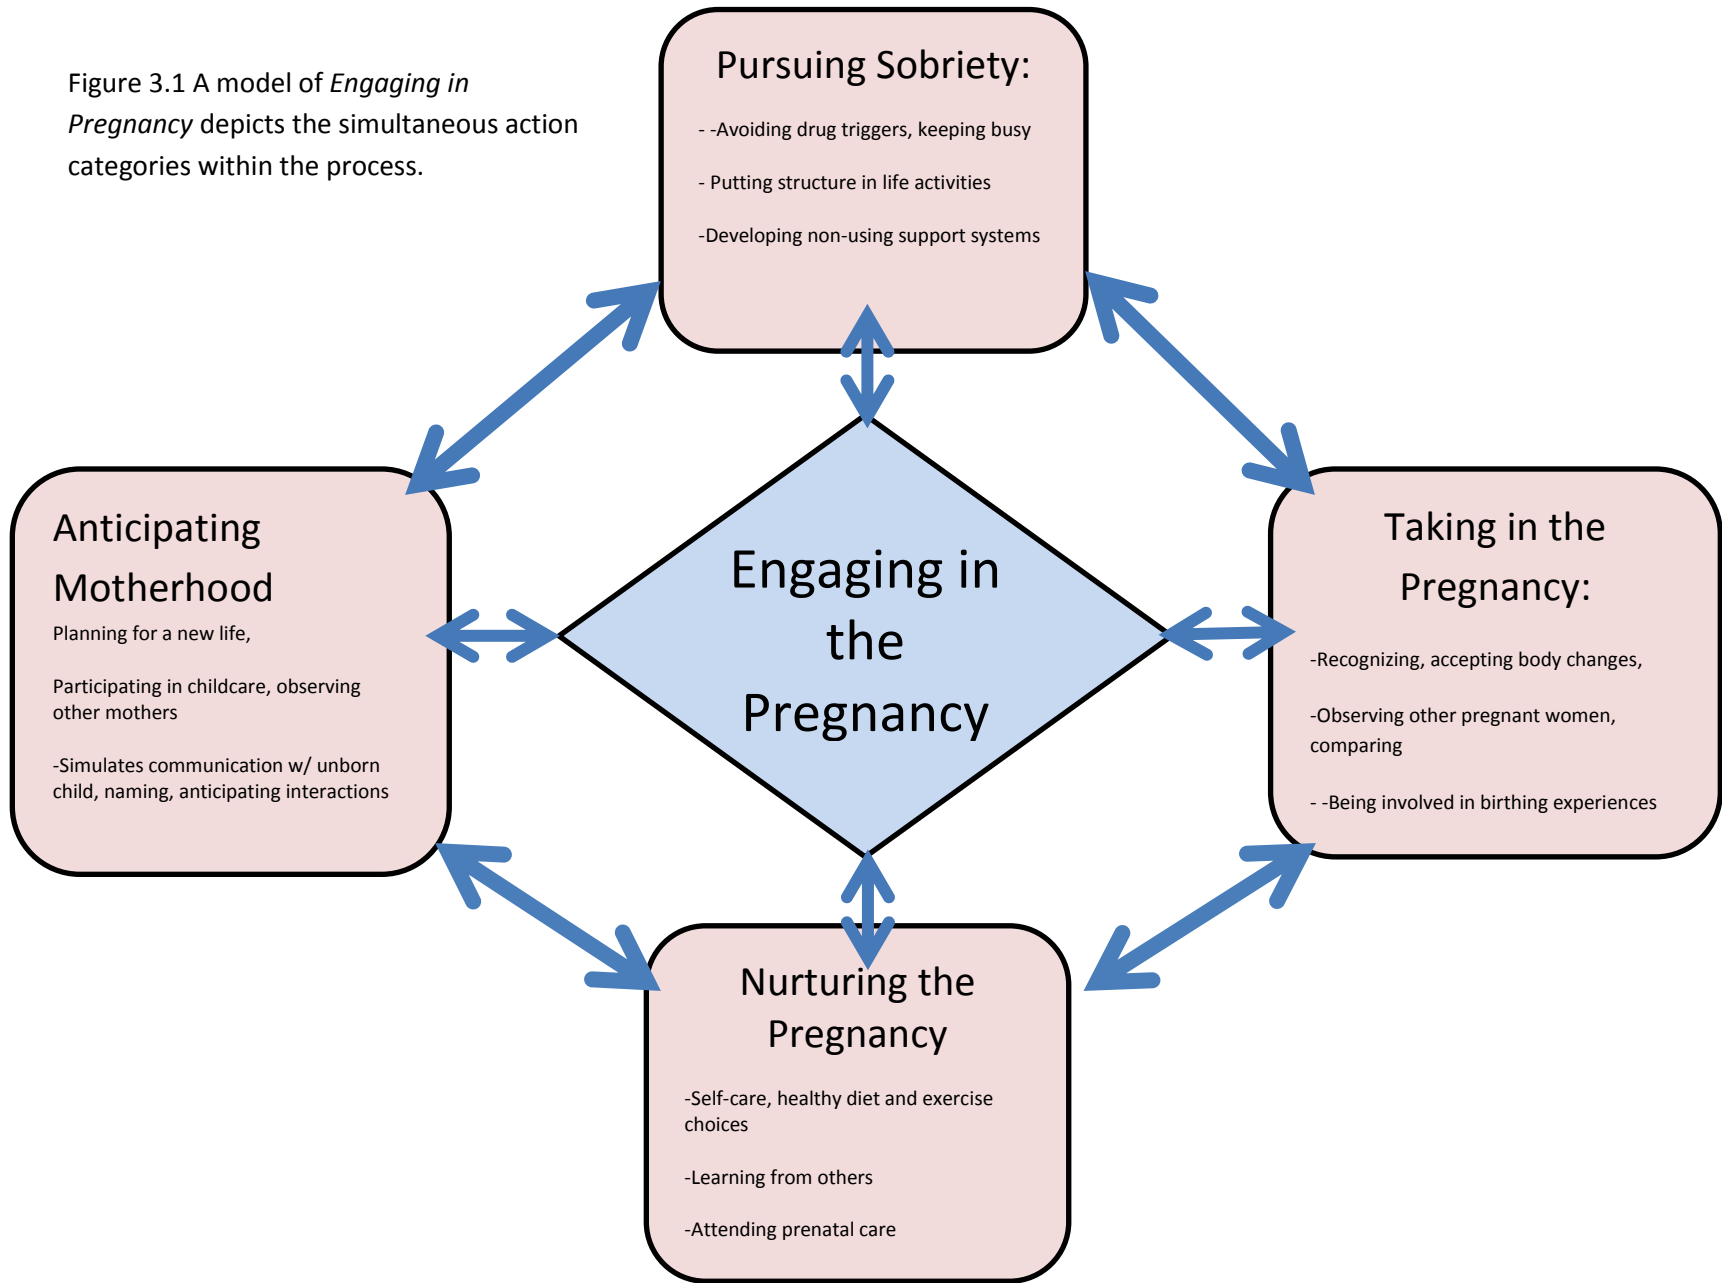 Figure 3.1 A model of Engaging in
Pregnancy depicts the simultaneous action
categories within the process.
Pursuing Sobriety:
- -Avoiding drug triggers, keeping busy
- Putting structure in life activities
-Developing non-using support systems
Anticipating
Motherhood
Planning for a new life,
Participating in childcare, observing
other mothers
-Simulates communication w/ unborn
child, naming, anticipating interactions
Engaging in
the
Pregnancy
Taking in the
Pregnancy:
-Recognizing, accepting body changes,
-Observing other pregnant women,
comparing
- -Being involved in birthing experiences
Nurturing the
Pregnancy
-Self-care, healthy diet and exercise
choices
-Learning from others
-Attending prenatal care